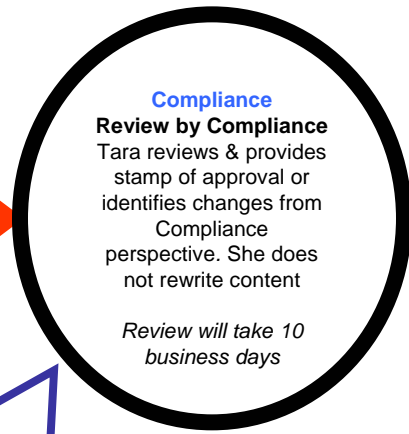 Compliance
Review by Compliance
Tara reviews & provides
stamp of approval or
identifies changes from
Compliance
perspective. She does
not rewrite content
Review will take 10
business days